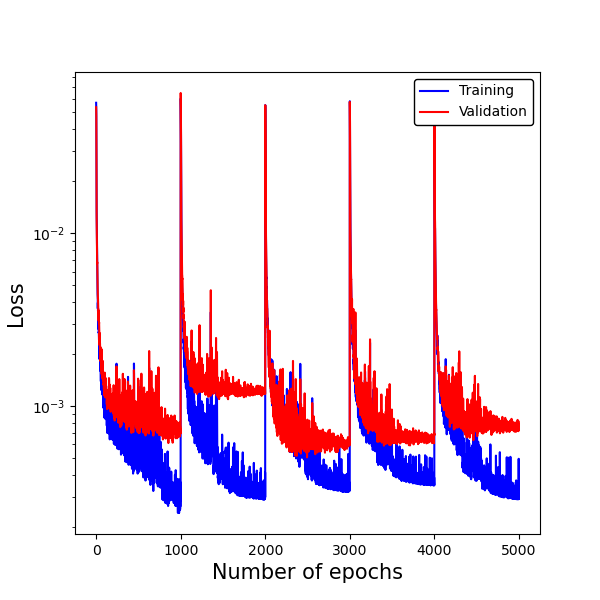 Training
Validation
Loss
10⁻²
10⁻³
0 1000 2000 3000 4000 5000
Number of epochs